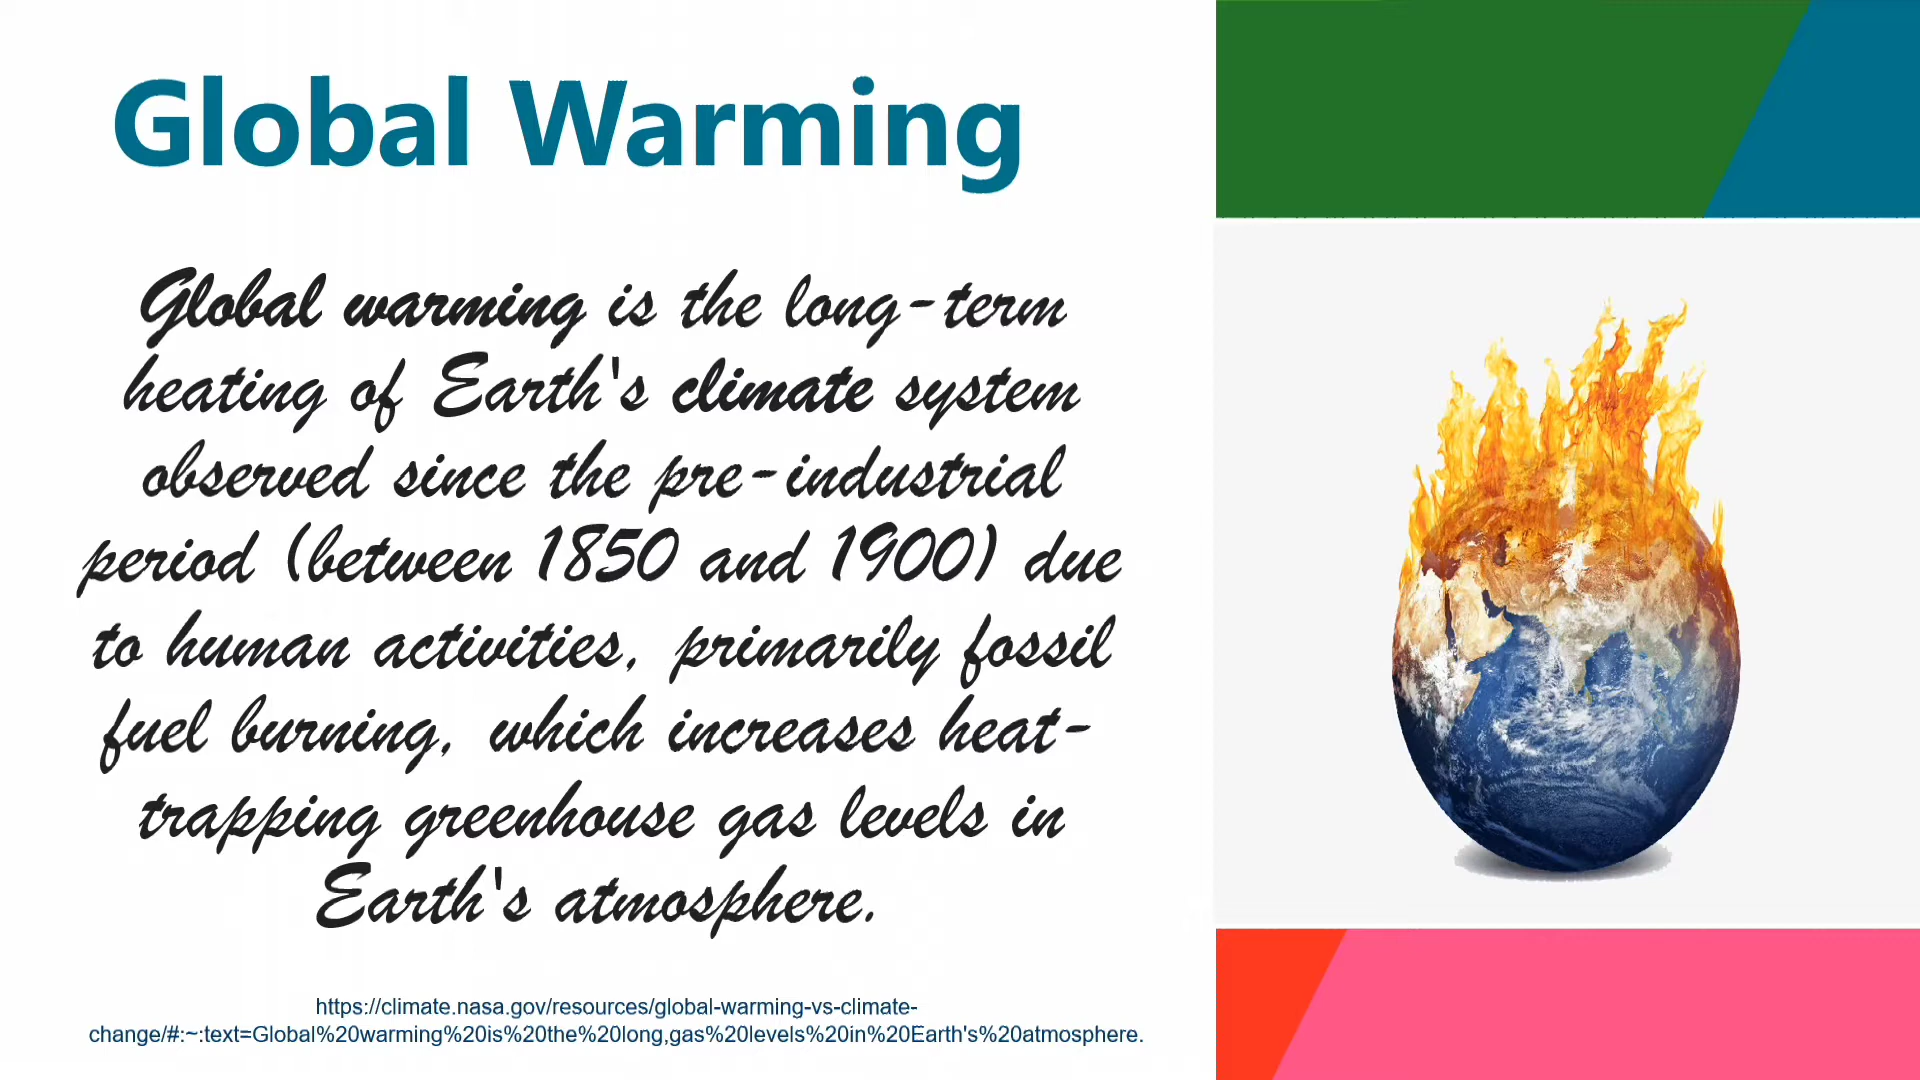 Global Warming
Global warming is the long-term
heating of Earth's climate system
observed since the pre-industrial
period (between 1850 and 1900) due
to human activities, primarily fossil
fuel burning, which increases heat-
trapping greenhouse gas levels in
Earth's atmosphere.
https://climate.nasa.gov/resources/global-warming-vs-climate-
change/#:~:text=Global%20warming%20is%20the%20long,gas%20levels%20in%20Earth's%20atmosphere.